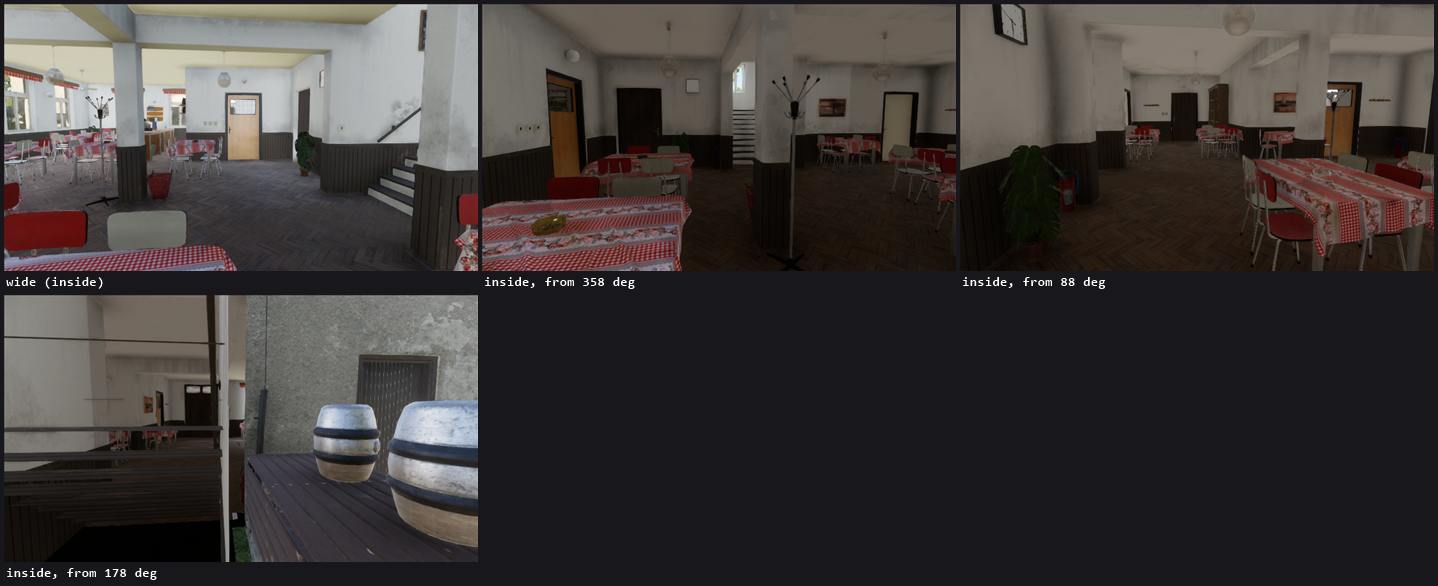 wide (inside)
inside, from 358 deg
inside, from 88 deg
inside, from 178 deg